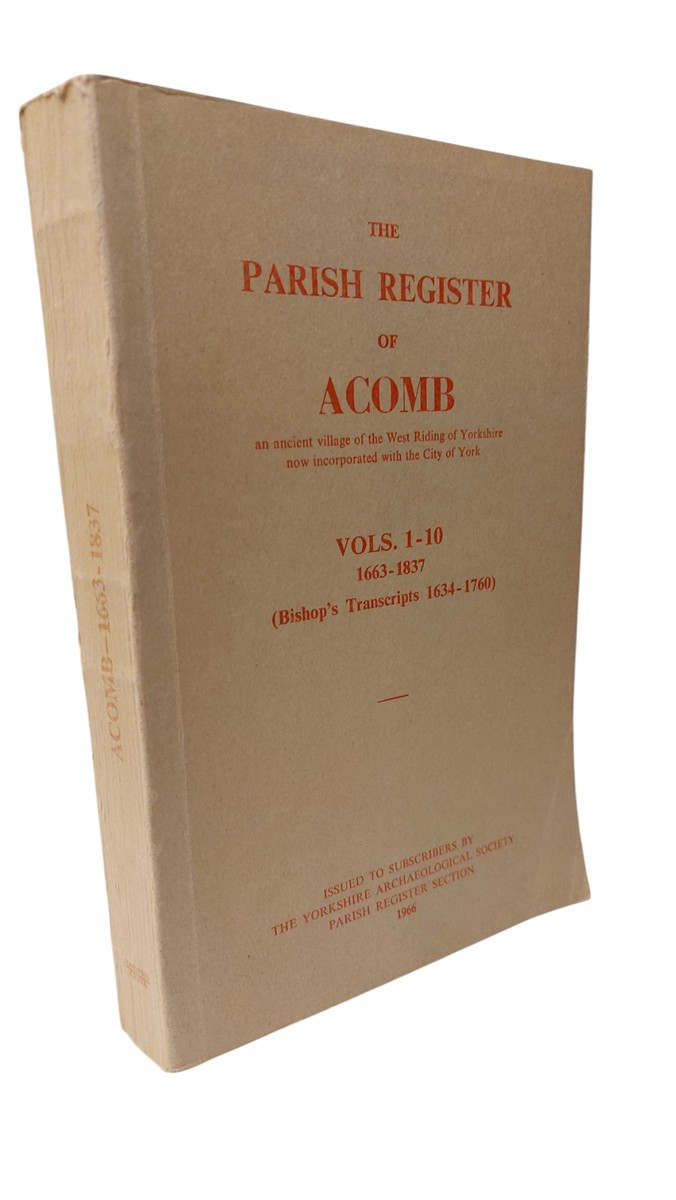 THE
PARISH REGISTER
OF
ACOMB
an ancient village of the West Riding of Yorkshire
now incorporated with the City of York
VOLS. 1-10
1663-1837
(Bishop's Transcripts 1634-1760)
ISSUED TO SUBSCRIBERS BY
THE YORKSHIRE ARCHAEOLOGICAL SOCIETY
PARISH REGISTER SECTION
1966
ACOMB—1663-1837